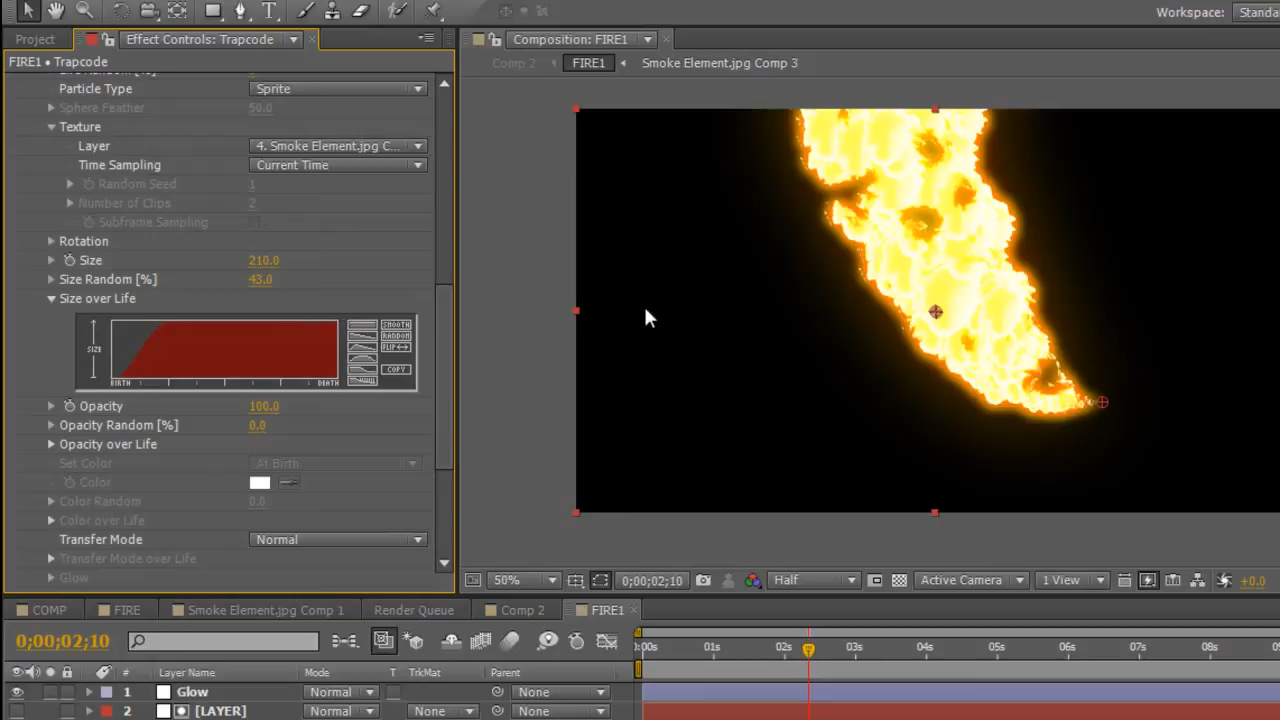 Workspace: Standa
Project
Effect Controls: Trapcode
Composition: FIRE1
FIRE1 • Trapcode
Comp 2
FIRE1
Smoke Element.jpg Comp 3
Particle Type Sprite
Sphere Feather 50.0
Texture
Layer 4. Smoke Element.jpg C...
Time Sampling Current Time
Random Seed 1
Number of Clips 2
Subframe Sampling
Rotation
Size 210.0
Size Random [%] 43.0
Size over Life
SIZE
SMOOTH
RANDOM
FLIP
COPY
BIRTH DEATH
Opacity 100.0
Opacity Random [%] 0.0
Opacity over Life
Set Color At Birth
Color
Color Random 0.0
Color over Life
Transfer Mode Normal
Transfer Mode over Life
Glow
50%
0;00;02;10
Half
Active Camera
1 View
+0.0
COMP
FIRE
Smoke Element.jpg Comp 1
Render Queue
Comp 2
FIRE1
0;00;02;10
0:00s 01s 02s 03s 04s 05s 06s 07s 08s
# Layer Name Mode T TrkMat Parent
1 Glow Normal None
2 [LAYER] Normal None None